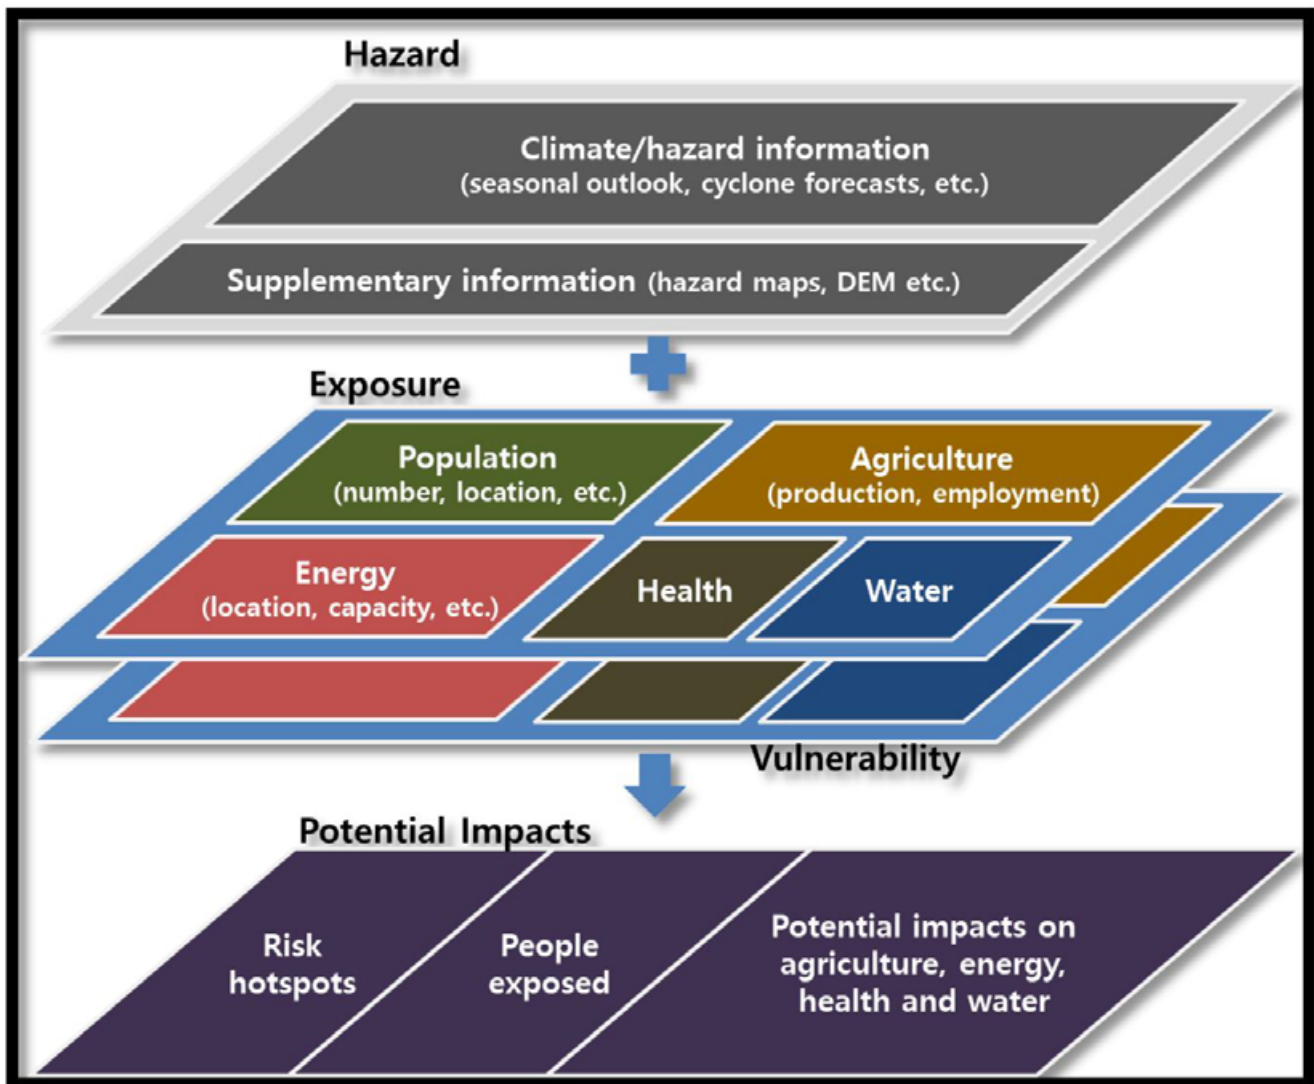 Hazard
Climate/hazard information
(seasonal outlook, cyclone forecasts, etc.)
Supplementary information (hazard maps, DEM etc.)
Exposure
Population
(number, location, etc.)
Agriculture
(production, employment)
Energy
(location, capacity, etc.)
Health
Water
Vulnerability
Potential Impacts
Risk
hotspots
People
exposed
Potential impacts on
agriculture, energy,
health and water